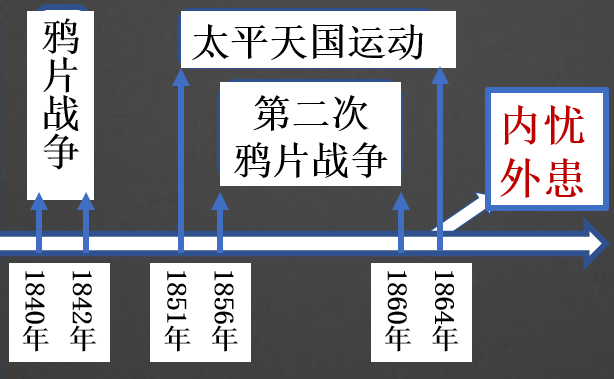 鸦片战争
太平天国运动
第二次
鸦片战争
内忧
外患
1840年
1842年
1851年
1856年
1860年
1864年